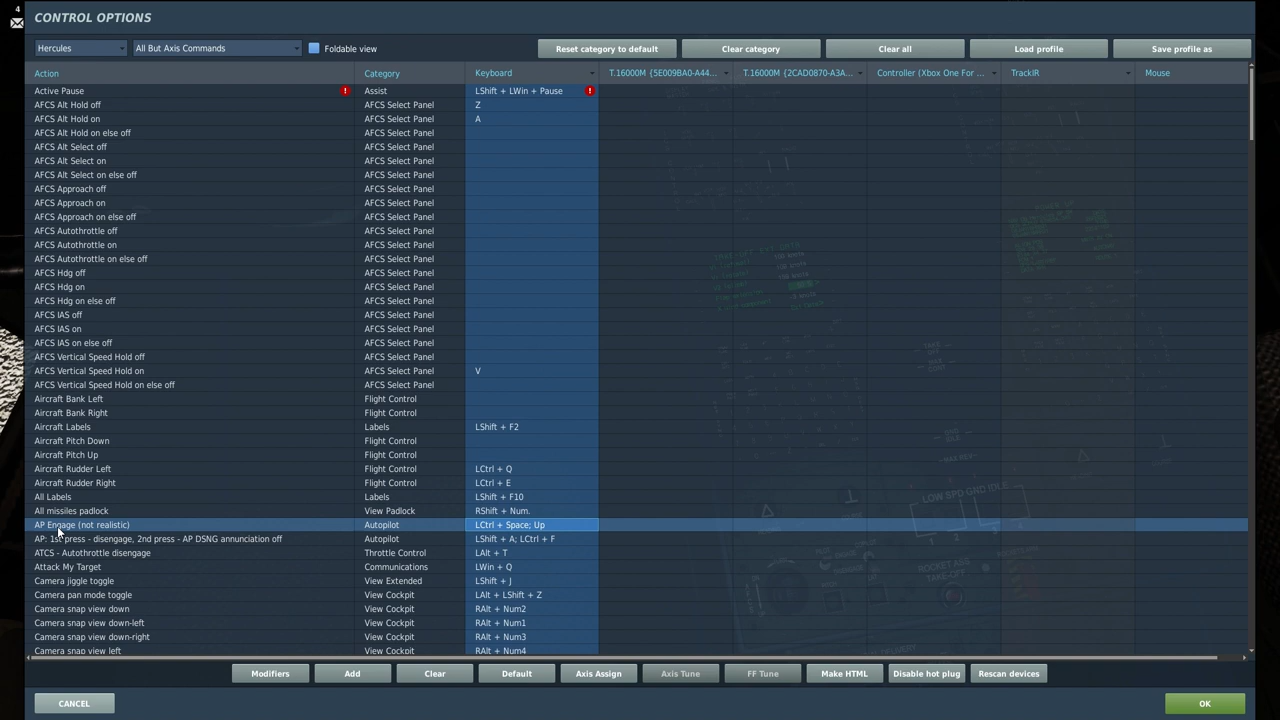 4
CONTROL OPTIONS
Hercules All But Axis Commands Foldable view Reset category to default Clear category Clear all Load profile Save profile as
Action Category Keyboard T.16000M {5E009BA0-A44... T.16000M {2CAD0870-A3A... Controller (Xbox One For ... TrackIR Mouse
Active Pause ! Assist LShift + LWin + Pause !
AFCS Alt Hold off AFCS Select Panel Z
AFCS Alt Hold on AFCS Select Panel A
AFCS Alt Hold on else off AFCS Select Panel
AFCS Alt Select off AFCS Select Panel
AFCS Alt Select on AFCS Select Panel
AFCS Alt Select on else off AFCS Select Panel
AFCS Approach off AFCS Select Panel
AFCS Approach on AFCS Select Panel
AFCS Approach on else off AFCS Select Panel
AFCS Autothrottle off AFCS Select Panel
AFCS Autothrottle on AFCS Select Panel
AFCS Autothrottle on else off AFCS Select Panel
AFCS Hdg off AFCS Select Panel
AFCS Hdg on AFCS Select Panel
AFCS Hdg on else off AFCS Select Panel
AFCS IAS off AFCS Select Panel
AFCS IAS on AFCS Select Panel
AFCS IAS on else off AFCS Select Panel
AFCS Vertical Speed Hold off AFCS Select Panel
AFCS Vertical Speed Hold on AFCS Select Panel V
AFCS Vertical Speed Hold on else off AFCS Select Panel
Aircraft Bank Left Flight Control
Aircraft Bank Right Flight Control
Aircraft Labels Labels LShift + F2
Aircraft Pitch Down Flight Control
Aircraft Pitch Up Flight Control
Aircraft Rudder Left Flight Control LCtrl + Q
Aircraft Rudder Right Flight Control LCtrl + E
All Labels Labels LShift + F10
All missiles padlock View Padlock RShift + Num.
AP Engage (not realistic) Autopilot LCtrl + Space; Up
AP: 1st press - disengage, 2nd press - AP DSNG annunciation off Autopilot LShift + A; LCtrl + F
ATCS - Autothrottle disengage Throttle Control LAlt + T
Attack My Target Communications LWin + Q
Camera jiggle toggle View Extended LShift + J
Camera pan mode toggle View Cockpit LAlt + LShift + Z
Camera snap view down View Cockpit RAlt + Num2
Camera snap view down-left View Cockpit RAlt + Num1
Camera snap view down-right View Cockpit RAlt + Num3
Camera snap view left View Cockpit RAlt + Num4
LOW SPD GND IDLE
ROCKET ASSIST
TAKE-OFF
Modifiers Add Clear Default Axis Assign Axis Tune FF Tune Make HTML Disable hot plug Rescan devices
CANCEL OK